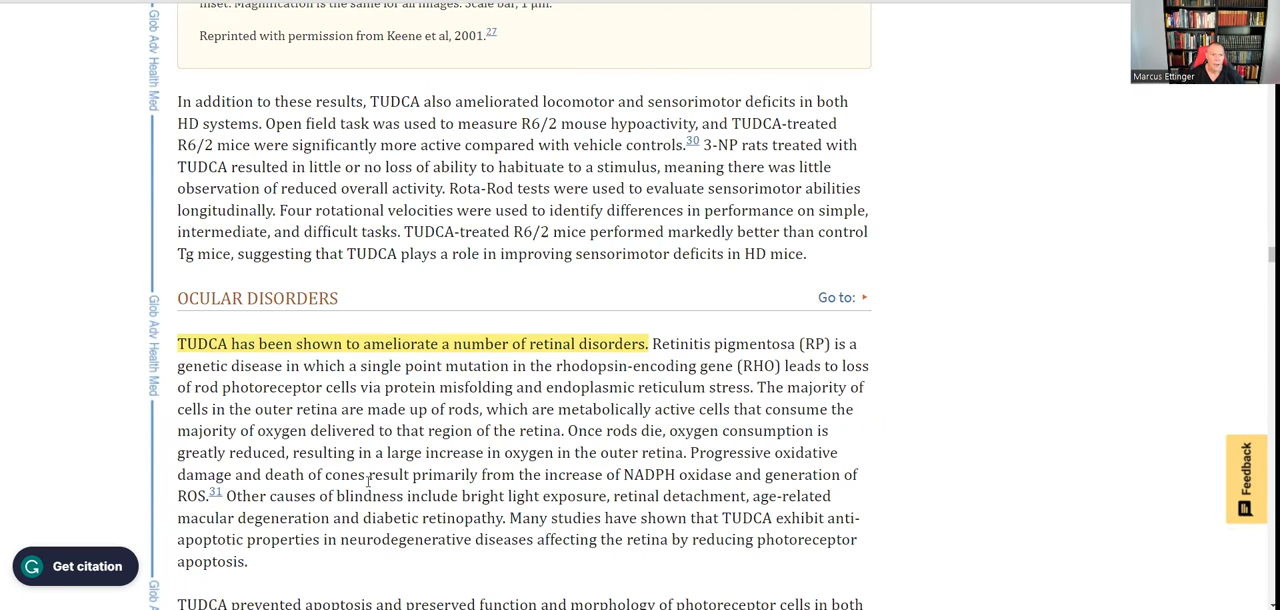 inset. Magnification is the same for all images. Scale bar, 1 μm.
Reprinted with permission from Keene et al, 2001.27
Marcus Ettinger
In addition to these results, TUDCA also ameliorated locomotor and sensorimotor deficits in both
HD systems. Open field task was used to measure R6/2 mouse hypoactivity, and TUDCA-treated
R6/2 mice were significantly more active compared with vehicle controls.30 3-NP rats treated with
TUDCA resulted in little or no loss of ability to habituate to a stimulus, meaning there was little
observation of reduced overall activity. Rota-Rod tests were used to evaluate sensorimotor abilities
longitudinally. Four rotational velocities were used to identify differences in performance on simple,
intermediate, and difficult tasks. TUDCA-treated R6/2 mice performed markedly better than control
Tg mice, suggesting that TUDCA plays a role in improving sensorimotor deficits in HD mice.
OCULAR DISORDERS
Go to:
TUDCA has been shown to ameliorate a number of retinal disorders. Retinitis pigmentosa (RP) is a
genetic disease in which a single point mutation in the rhodopsin-encoding gene (RHO) leads to loss
of rod photoreceptor cells via protein misfolding and endoplasmic reticulum stress. The majority of
cells in the outer retina are made up of rods, which are metabolically active cells that consume the
majority of oxygen delivered to that region of the retina. Once rods die, oxygen consumption is
greatly reduced, resulting in a large increase in oxygen in the outer retina. Progressive oxidative
damage and death of cones result primarily from the increase of NADPH oxidase and generation of
ROS.31 Other causes of blindness include bright light exposure, retinal detachment, age-related
macular degeneration and diabetic retinopathy. Many studies have shown that TUDCA exhibit anti-
apoptotic properties in neurodegenerative diseases affecting the retina by reducing photoreceptor
apoptosis.
TUDCA prevented apoptosis and preserved function and morphology of photoreceptor cells in both
Glob Adv Health Med
Glob Adv Health Med
Glob A
Get citation
Feedback